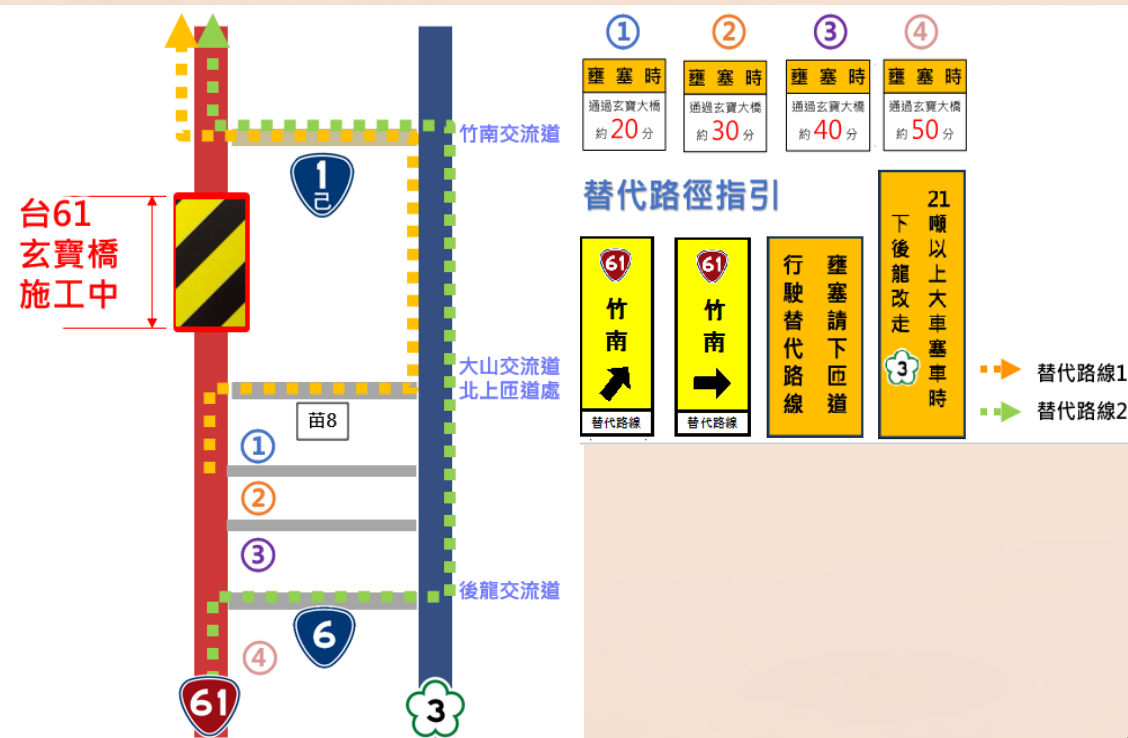 竹南交流道
1
己
台61
玄寶橋
施工中
大山交流道
北上匝道處
苗8
①
②
③
後龍交流道
6
④
61
3
① ② ③ ④
壅塞時
通過玄寶大橋
約20分
壅塞時
通過玄寶大橋
約30分
壅塞時
通過玄寶大橋
約40分
壅塞時
通過玄寶大橋
約50分
替代路徑指引
61
竹南
替代路線
61
竹南
替代路線
壅塞請下匝道
行駛替代路線
21噸以上大車塞車時
下後龍改走
3
替代路線1
替代路線2